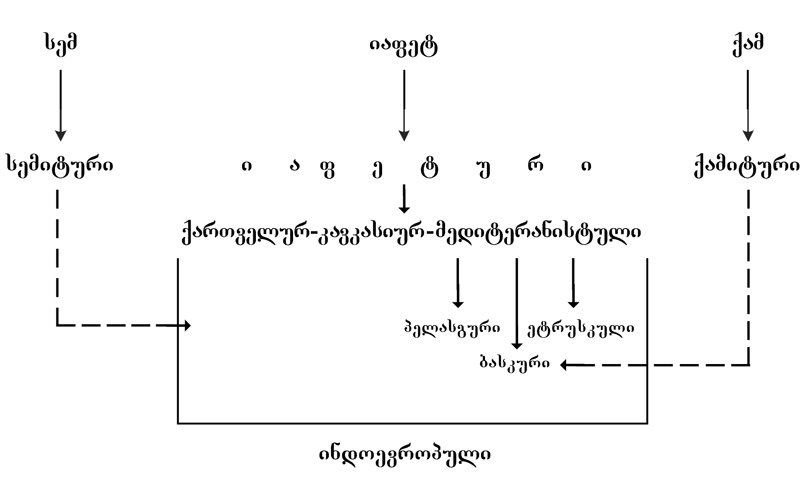 სემ იაფეტ ქამ
სემიტური ი ა ფ ე ტ უ რ ი ქამიტური
ქართველურ-კავკასიურ-მედიტერანისტული
პელასგური ეტრუსკული
ბასკური
ინდოევროპული